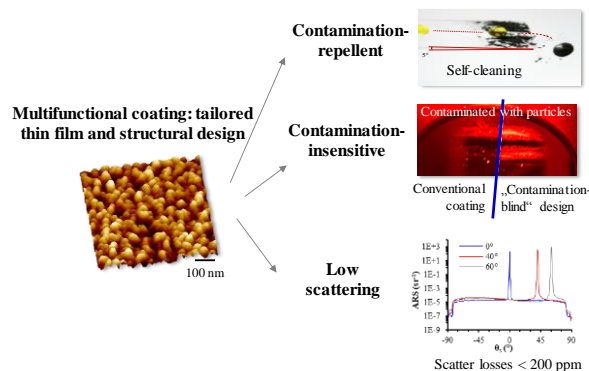 Contamination-
repellent
5°
Self-cleaning
Multifunctional coating: tailored
thin film and structural design
100 nm
Contamination-
insensitive
Contaminated with particles
Conventional
coating
„Contamination-
blind“ design
Low
scattering
ARS (sr⁻¹)
1E+3
1E+1
1E-1
1E-3
1E-5
1E-7
1E-9
0°
40°
60°
-90
-45
0
45
90
θs (°)
Scatter losses < 200 ppm